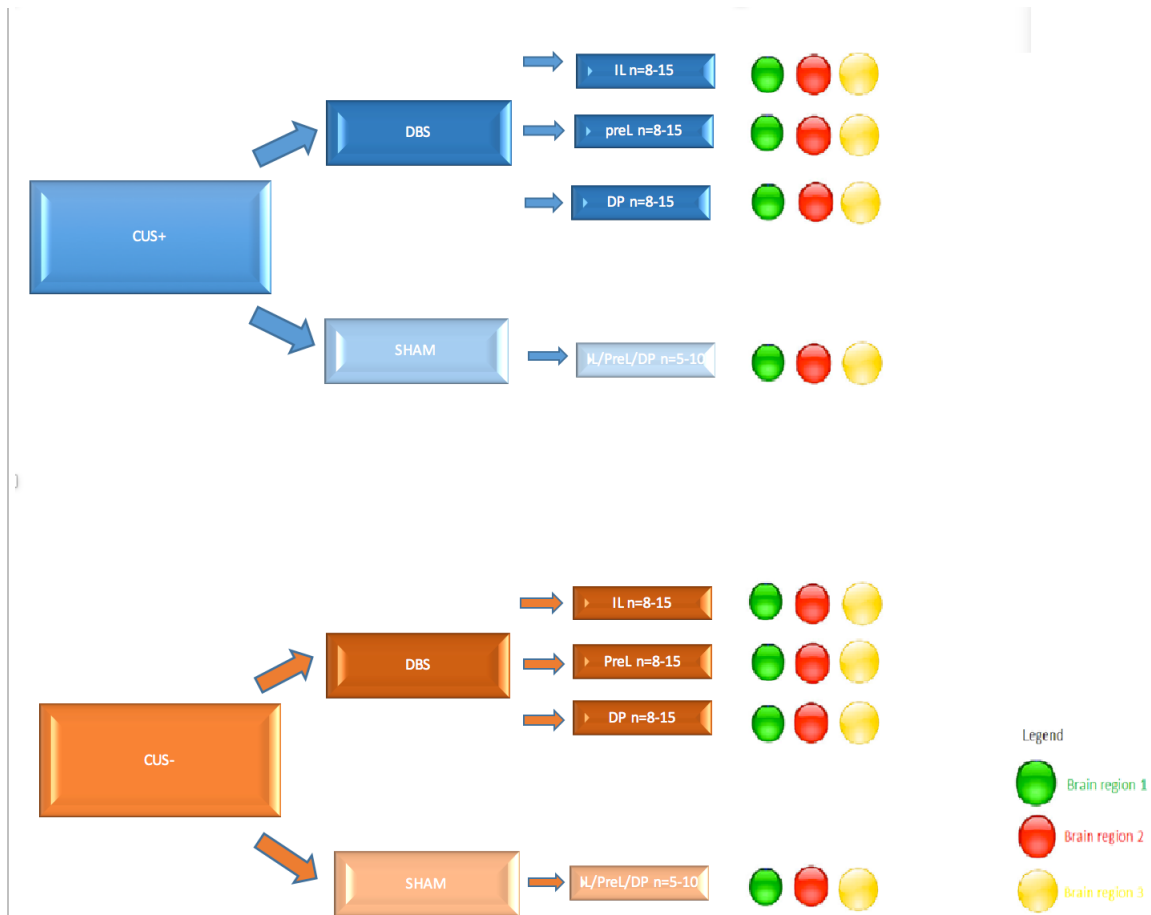 IL n=8-15
DBS
preL n=8-15
DP n=8-15
CUS+
SHAM
IL/PreL/DP n=5-10
IL n=8-15
DBS
PreL n=8-15
DP n=8-15
CUS-
SHAM
IL/PreL/DP n=5-10
Legend
Brain region 1
Brain region 2
Brain region 3